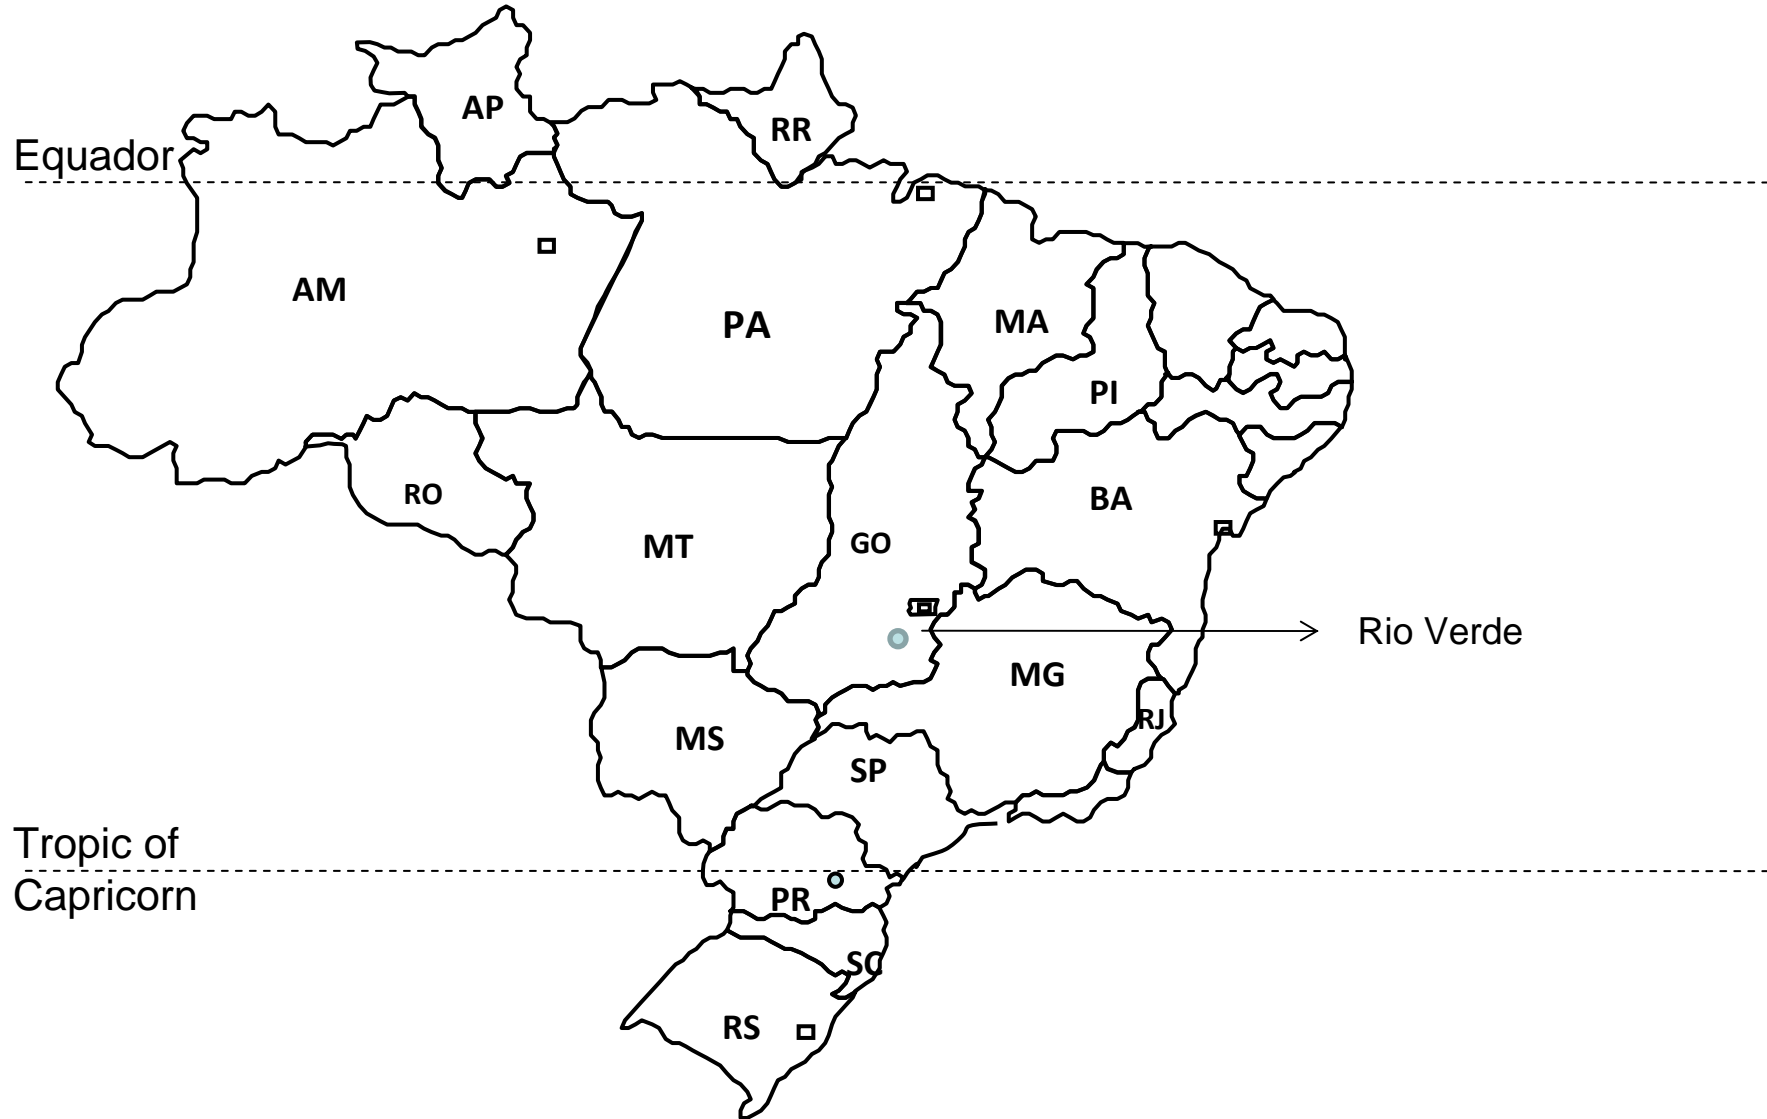 AP
RR
Equador
AM
PA
MA
PI
RO
BA
MT
GO
Rio Verde
MG
RJ
MS
SP
Tropic of
Capricorn
PR
SC
RS